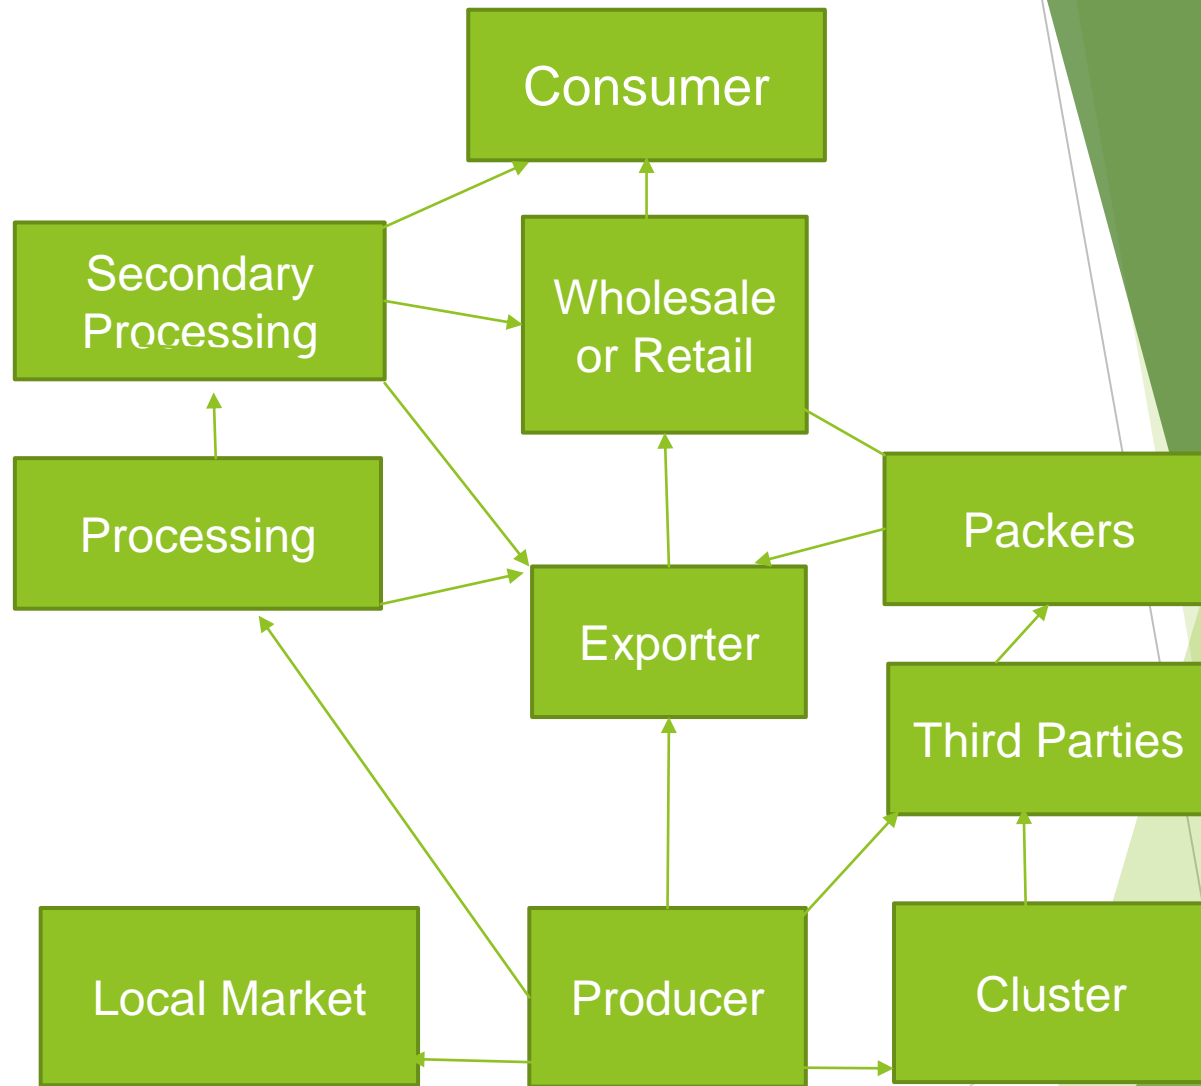 Consumer
Secondary
Processing
Wholesale
or Retail
Processing
Packers
Exporter
Third Parties
Local Market
Producer
Cluster